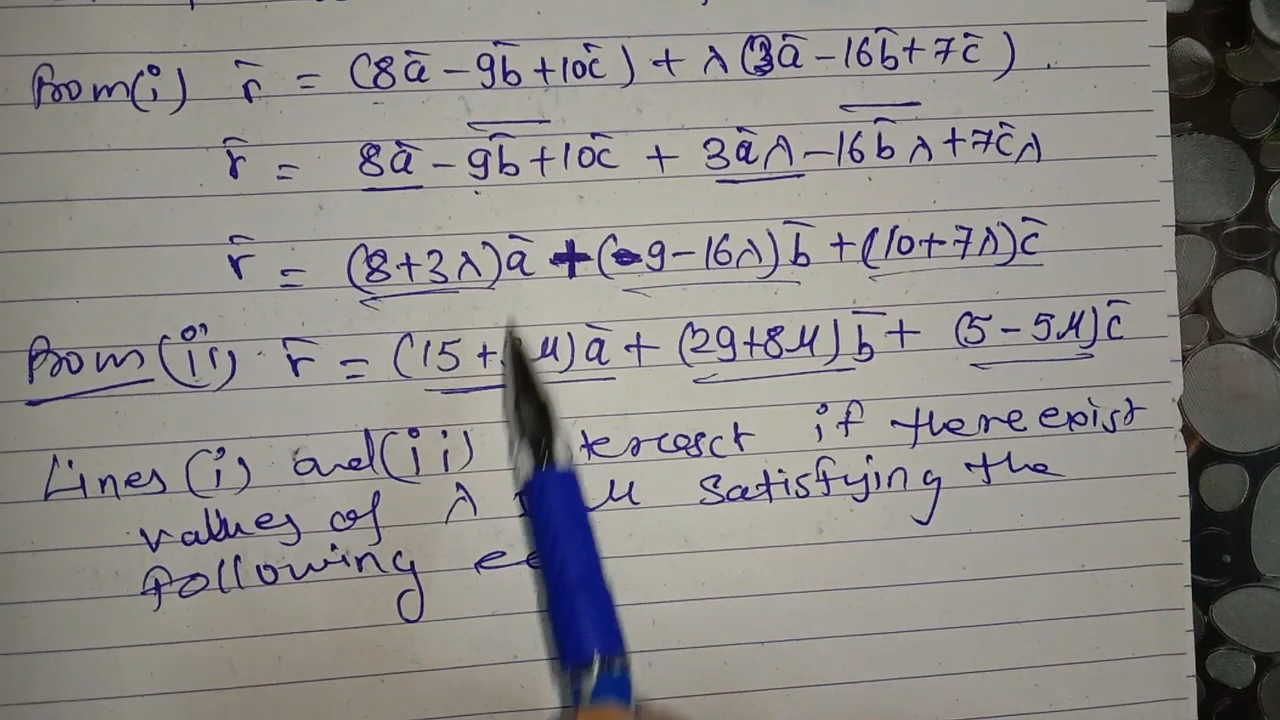 From(i) r̄ = (8ā - 9b̄ + 10c̄) + λ(3ā - 16b̄ + 7c̄).
r̄ = 8ā - 9b̄ + 10c̄ + 3āλ - 16b̄λ + 7c̄λ
r̄ = (8+3λ)ā + (-9-16λ)b̄ + (10+7λ)c̄
From(ii). r̄ = (15 + μ)ā + (29+8μ)b̄ + (5-5μ)c̄
Lines (i) and (ii) if there exist
values of λ μ satisfying the
following